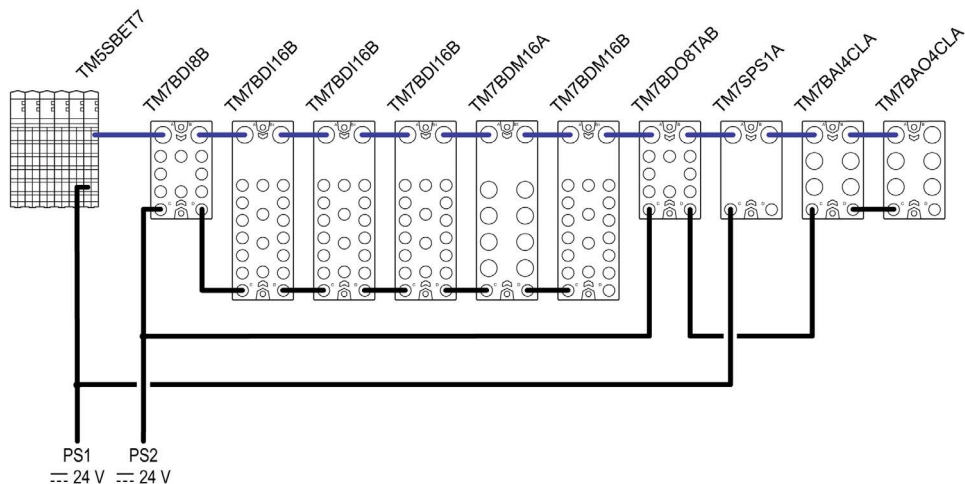 TM5SBET7
TM7BDI8B
TM7BDI16B
TM7BDI16B
TM7BDI16B
TM7BDM16A
TM7BDM16B
TM7BDO8TAB
TM7SPS1A
TM7BAI4CLA
TM7BAO4CLA
PS1
24 V
PS2
24 V